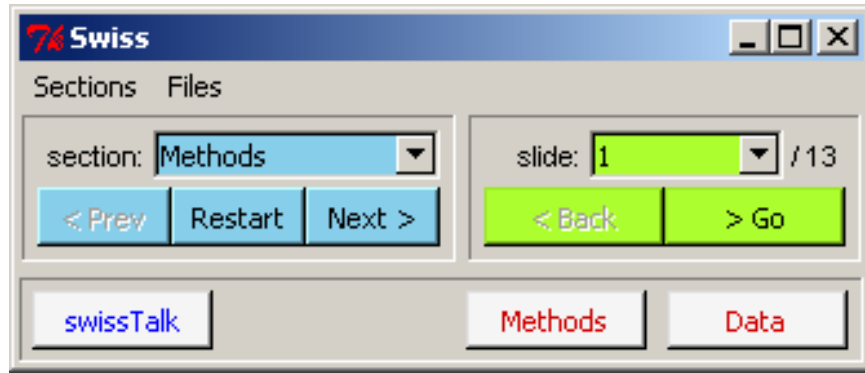 Swiss
Sections Files
section: Methods slide: 1 / 13
< Prev Restart Next > < Back > Go
swissTalk Methods Data